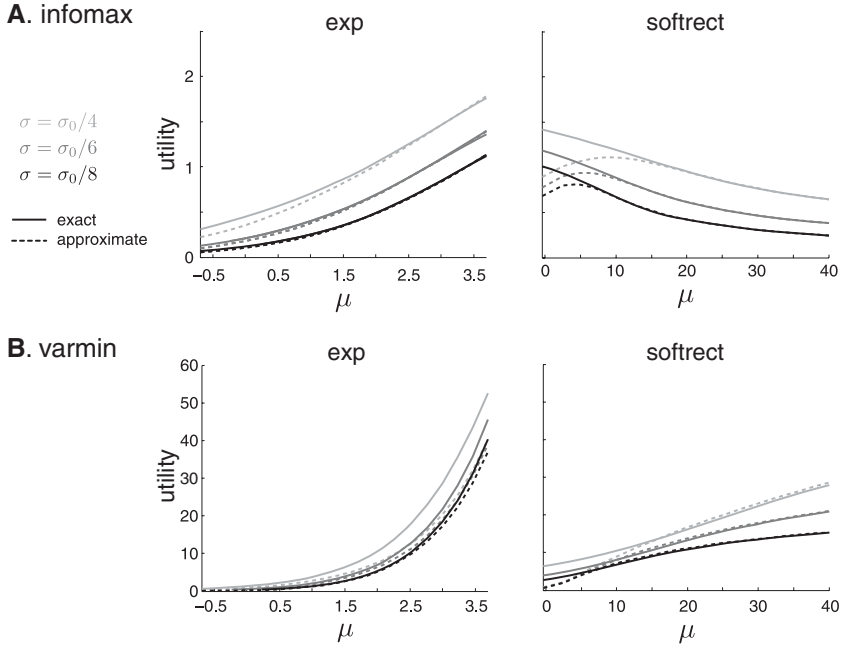 A. infomax
exp
softrect
σ = σ₀/4
σ = σ₀/6
σ = σ₀/8
exact
approximate
utility
2
1
0
−0.5 0.5 1.5 2.5 3.5
μ
0 10 20 30 40
μ
B. varmin
exp
softrect
utility
60
50
40
30
20
10
0
−0.5 0.5 1.5 2.5 3.5
μ
0 10 20 30 40
μ